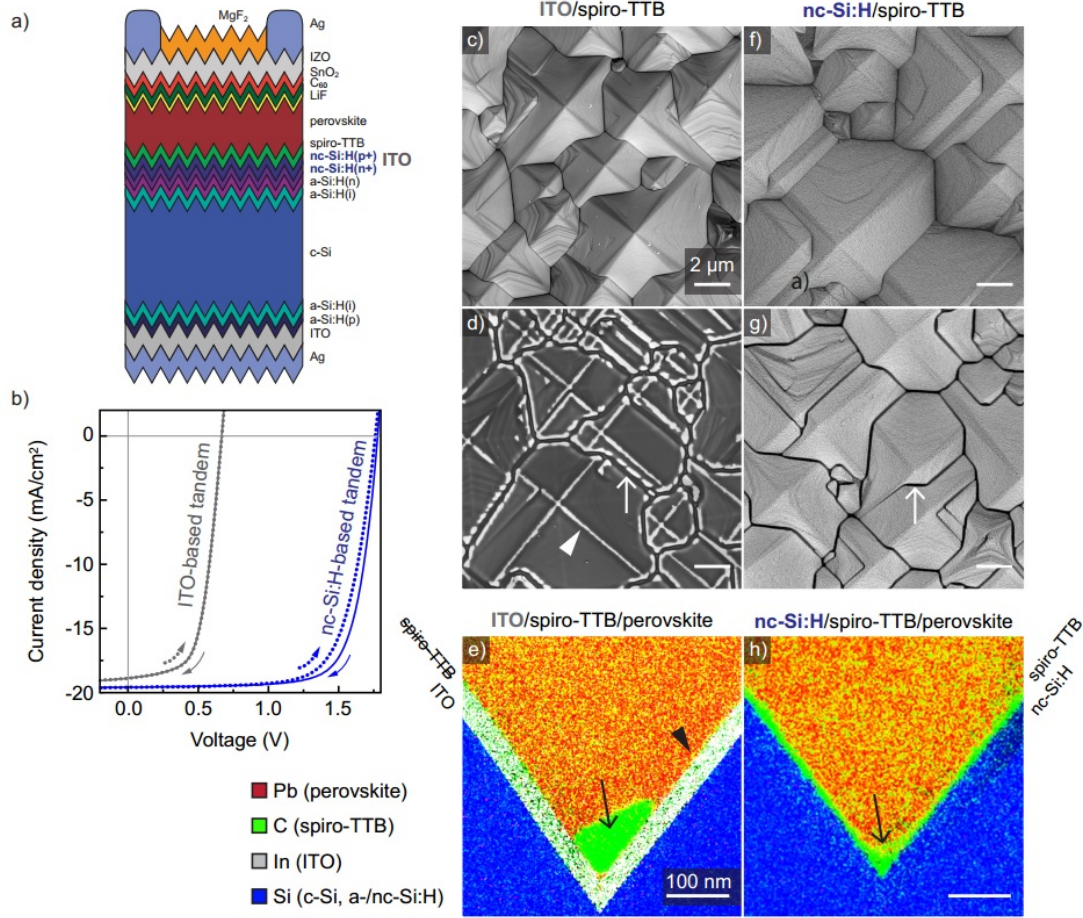 a)
MgF₂
Ag
IZO
SnO₂
C₆₀
LiF
perovskite
spiro-TTB
nc-Si:H(p+)
ITO
nc-Si:H(n+)
a-Si:H(n)
a-Si:H(i)
c-Si
a-Si:H(i)
a-Si:H(p)
ITO
Ag
b)
0
-5
-10
-15
-20
Current density (mA/cm²)
ITO-based tandem
nc-Si:H-based tandem
0.0 0.5 1.0 1.5
Voltage (V)
Pb (perovskite)
C (spiro-TTB)
In (ITO)
Si (c-Si, a-/nc-Si:H)
ITO/spiro-TTB
c)
2 µm
d)
nc-Si:H/spiro-TTB
f)
a)
g)
ITO/spiro-TTB/perovskite
e)
spiro-TTB
ITO
100 nm
nc-Si:H/spiro-TTB/perovskite
h)
spiro-TTB
nc-Si:H